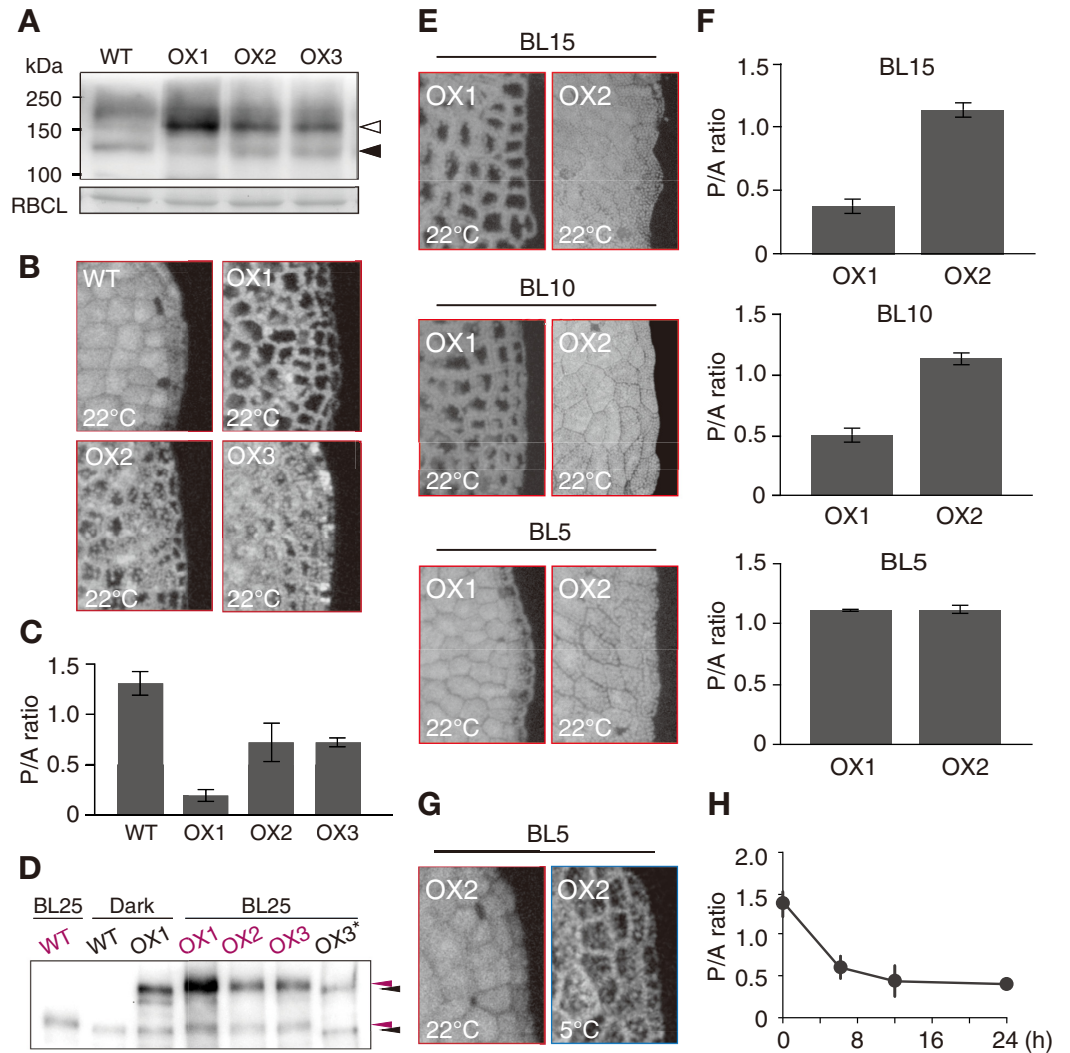 A
WT OX1 OX2 OX3
kDa
250
150
100
RBCL
B
WT
22°C
OX1
22°C
OX2
22°C
OX3
22°C
C
P/A ratio
1.5
1.0
0.5
0
WT OX1 OX2 OX3
D
BL25 Dark BL25
WT WT OX1 OX1 OX2 OX3 OX3*
E
BL15
OX1
22°C
OX2
22°C
BL10
OX1
22°C
OX2
22°C
BL5
OX1
22°C
OX2
22°C
F
BL15
P/A ratio
1.5
1.0
0.5
0
OX1 OX2
BL10
P/A ratio
1.5
1.0
0.5
0
OX1 OX2
BL5
P/A ratio
1.5
1.0
0.5
0
OX1 OX2
G
BL5
OX2
22°C
OX2
5°C
H
P/A ratio
2.0
1.5
1.0
0.5
0
0 8 16 24 (h)